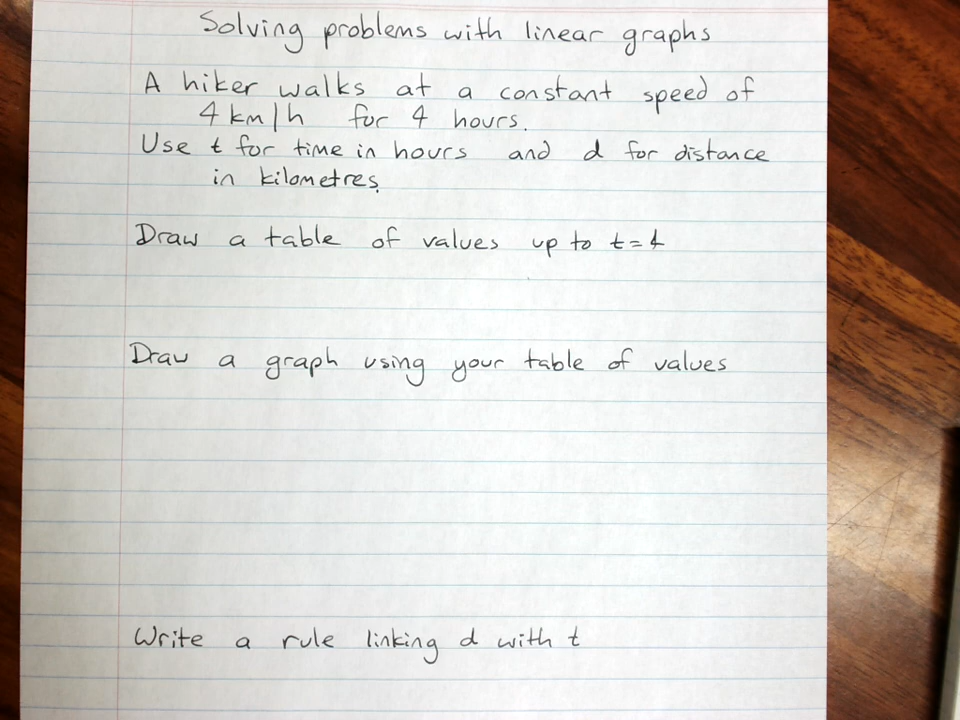 Solving problems with linear graphs
A hiker walks at a constant speed of
4 km/h for 4 hours.
Use t for time in hours and d for distance
in kilometres.
Draw a table of values up to t=4
Draw a graph using your table of values
Write a rule linking d with t